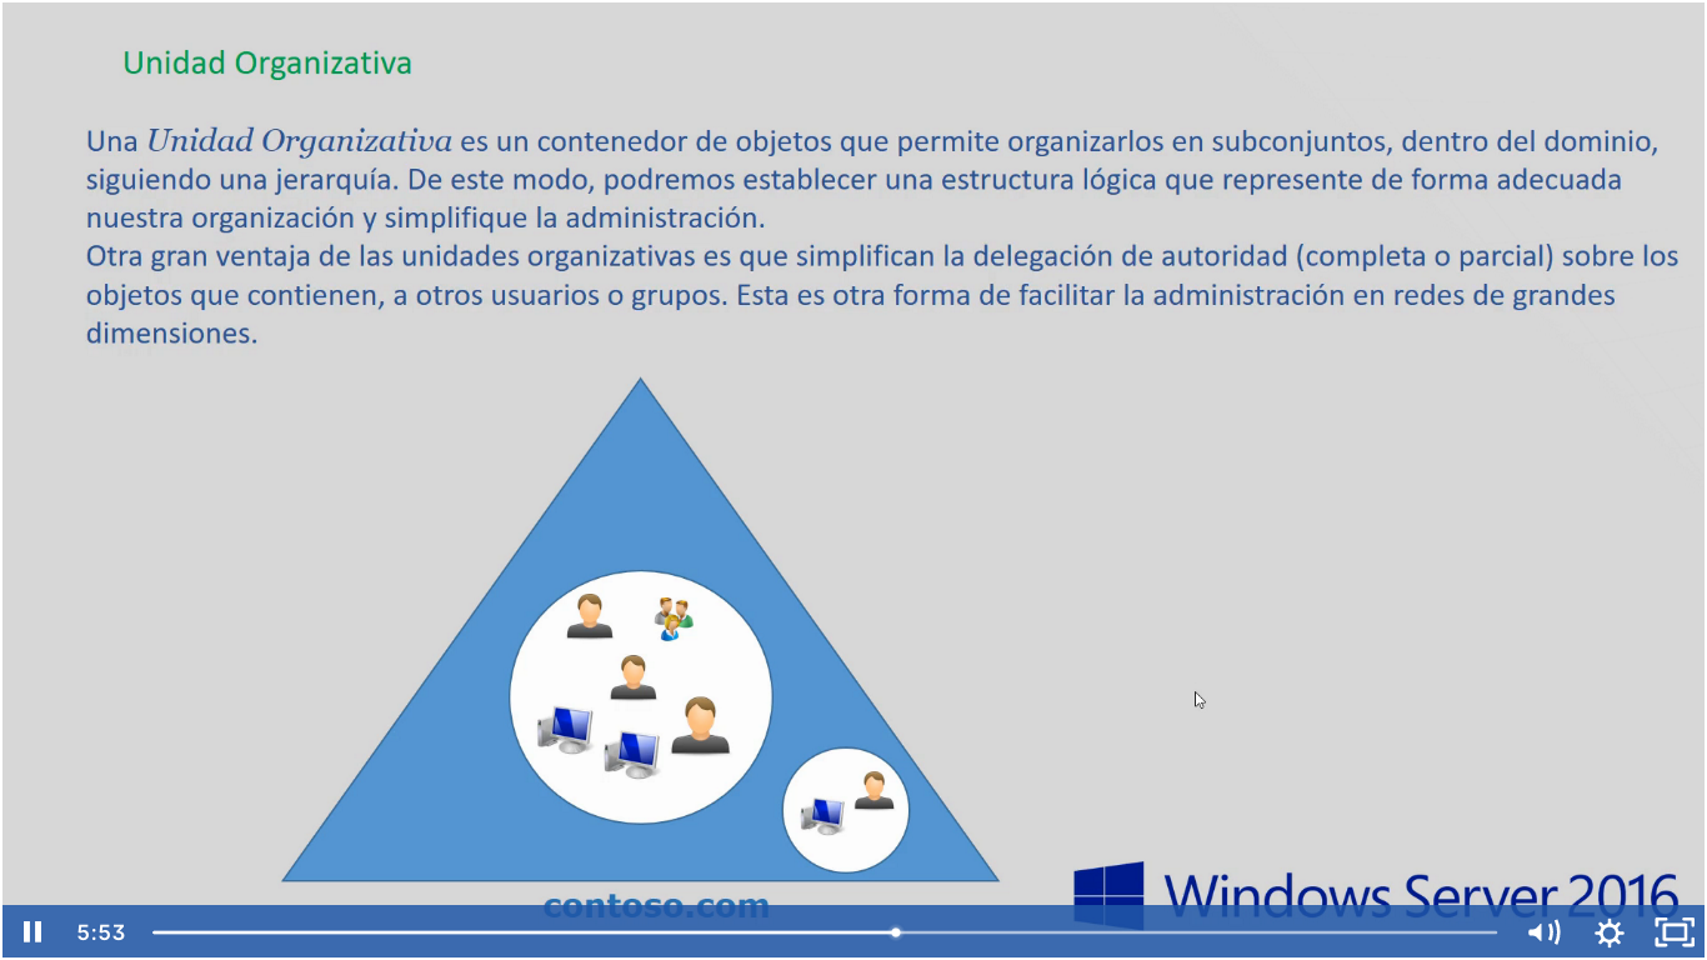 Unidad Organizativa
Una Unidad Organizativa es un contenedor de objetos que permite organizarlos en subconjuntos, dentro del dominio,
siguiendo una jerarquía. De este modo, podremos establecer una estructura lógica que represente de forma adecuada
nuestra organización y simplifique la administración.
Otra gran ventaja de las unidades organizativas es que simplifican la delegación de autoridad (completa o parcial) sobre los
objetos que contienen, a otros usuarios o grupos. Esta es otra forma de facilitar la administración en redes de grandes
dimensiones.
contoso.com
Windows Server 2016
5:53